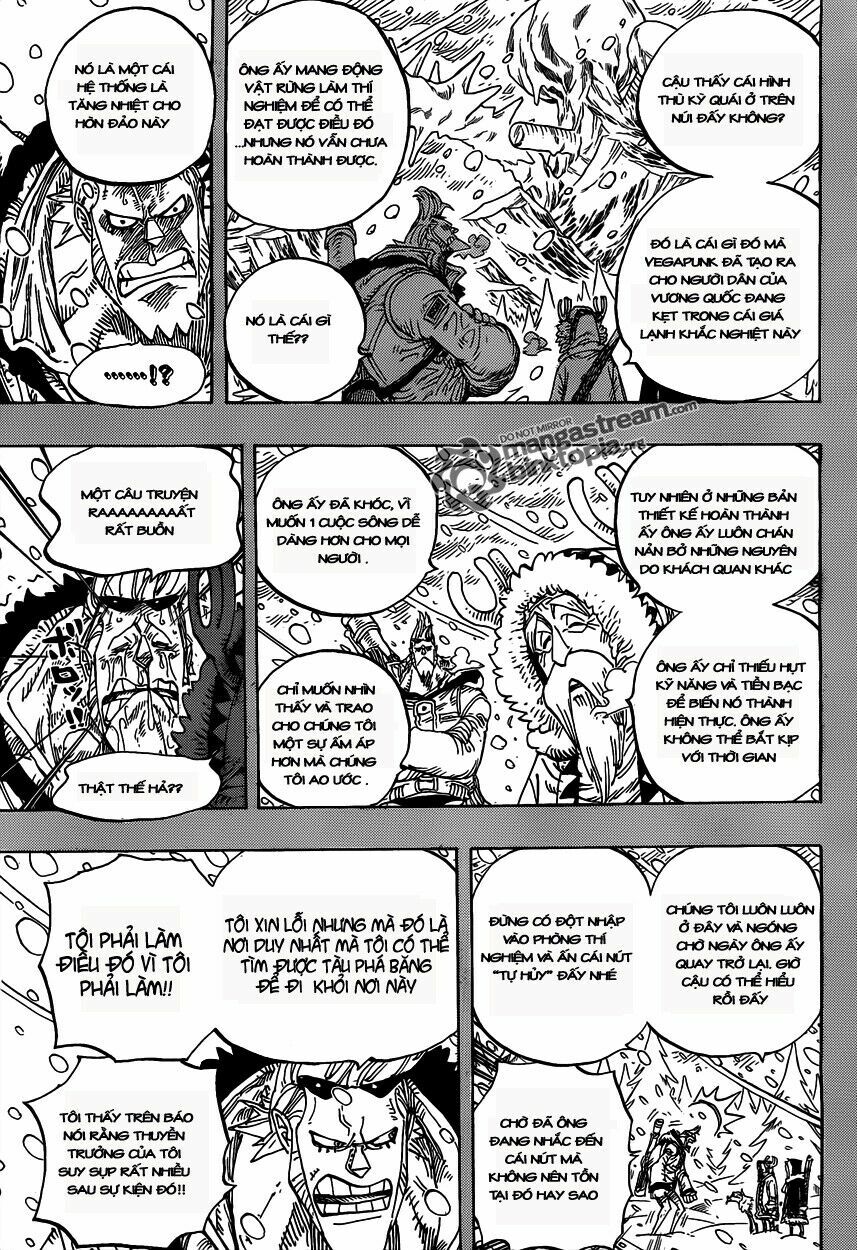 CẬU THẤY CÁI HÌNH
THÙ KỲ QUÁI Ở TRÊN
NÚI ĐẤY KHÔNG?
ĐÓ LÀ CÁI GÌ ĐÓ MÀ
VEGAPUNK ĐÃ TẠO RA
CHO NGƯỜI DÂN CỦA
VƯƠNG QUỐC ĐANG
KẸT TRONG CÁI GIÁ
LẠNH KHẮC NGHIỆT NÀY
ÔNG ẤY MANG ĐỘNG
VẬT RỪNG LÀM THÍ
NGHIỆM ĐỂ CÓ THỂ
ĐẠT ĐƯỢC ĐIỀU ĐÓ
...NHƯNG NÓ VẪN CHƯA
HOÀN THÀNH ĐƯỢC.
NÓ LÀ CÁI GÌ
THẾ??
NÓ LÀ MỘT CÁI
HỆ THỐNG LÀ
TĂNG NHIỆT CHO
HÒN ĐẢO NÀY
.......!?
DO NOT MIRROR
mangastream.com
binktopia.org
TUY NHIÊN Ở NHỮNG BẢN
THIẾT KẾ HOÀN THÀNH
ẤY ÔNG ẤY LUÔN CHÁN
NẢN BỞ NHỮNG NGUYÊN
DO KHÁCH QUAN KHÁC
ÔNG ẤY CHỈ THIẾU HỤT
KỸ NĂNG VÀ TIỀN BẠC
ĐỂ BIẾN NÓ THÀNH
HIỆN THỰC. ÔNG ẤY
KHÔNG THỂ BẮT KỊP
VỚI THỜI GIAN
ÔNG ẤY ĐÃ KHÓC, VÌ
MUỐN 1 CUỘC SÔNG DỄ
DÀNG HƠN CHO MỌI
NGƯỜI .
CHỈ MUỐN NHÌN
THẤY VÀ TRAO
CHO CHÚNG TÔI
MỘT SỰ ẤM ÁP
HƠN MÀ CHÚNG
TÔI AO ƯỚC .
MỘT CÂU TRUYỆN
RAAAAAAAAẤT
RẤT BUỒN
ボロッ!!
THẬT THẾ HẢ??
CHÚNG TÔI LUÔN LUÔN
Ở ĐÂY VÀ NGÓNG
CHỜ NGÀY ÔNG ẤY
QUAY TRỞ LẠI. GIỜ
CẬU CÓ THỂ HIỂU
RỒI ĐẤY
ĐỪNG CÓ ĐỘT NHẬP
VÀO PHÒNG THÍ
NGHIỆM VÀ ẤN CÁI NÚT
"TỰ HỦY" ĐẤY NHÉ
CHỜ ĐÃ ÔNG
ĐANG NHẮC ĐẾN
CÁI NÚT MÀ
KHÔNG NÊN TỒN
TẠI ĐÓ HAY SAO
TÔI XIN LỖI NHƯNG MÀ ĐÓ LÀ
NƠI DUY NHẤT MÀ TÔI CÓ THỂ
TÌM ĐƯỢC TÀU PHÁ BĂNG
ĐỂ ĐI KHỎI NƠI NÀY
TÔI PHẢI LÀM
ĐIỀU ĐÓ VÌ TÔI
PHẢI LÀM!!
TÔI THẤY TRÊN BÁO
NÓI RẰNG THUYỀN
TRƯỞNG CỦA TÔI
SUY SỤP RẤT NHIỀU
SAU SỰ KIỆN ĐÓ!!